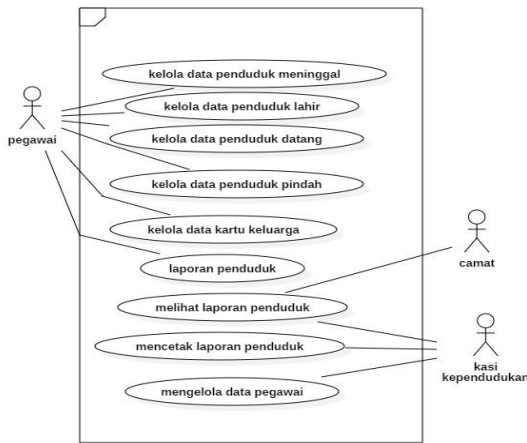 kelola data penduduk meninggal
kelola data penduduk lahir
pegawai
kelola data penduduk datang
kelola data penduduk pindah
kelola data kartu keluarga
laporan penduduk
camat
melihat laporan penduduk
mencetak laporan penduduk
kasi
kependudukan
mengelola data pegawai